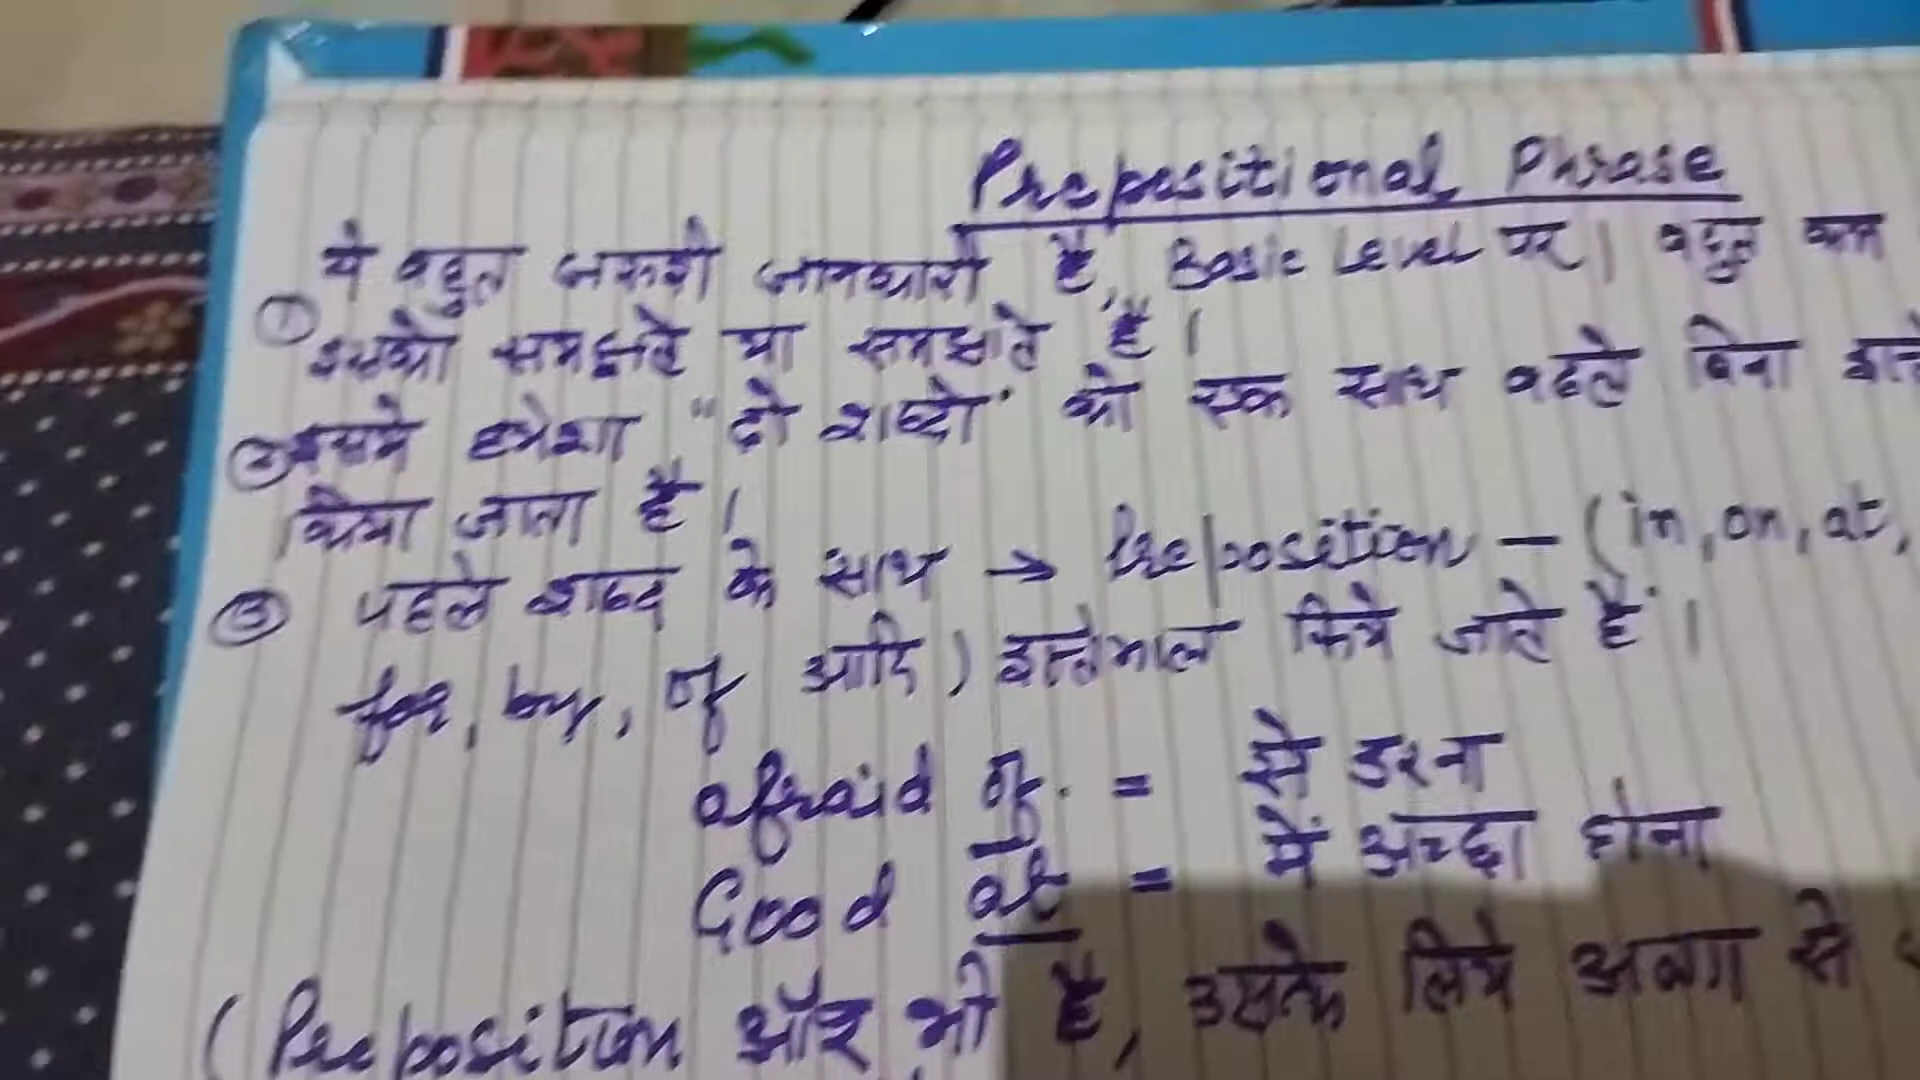 Prepositional Phrase
① ये बहुत जरूरी जानकारी है, Basic Level पर। बहुत कम
इसको समझते या समझाते है।
② इसमे हमेशा "दो शब्दो" को एक साथ बदले बिना
किया जाता है।
③ पहले शब्द के साथ → Preposition – (in, on, at,
for, by, of आदि) इस्तेमाल किये जाते है।
afraid of. = से डरना
Good at = में अच्छा होना
(Preposition और भी है, उसके लिये अलग से